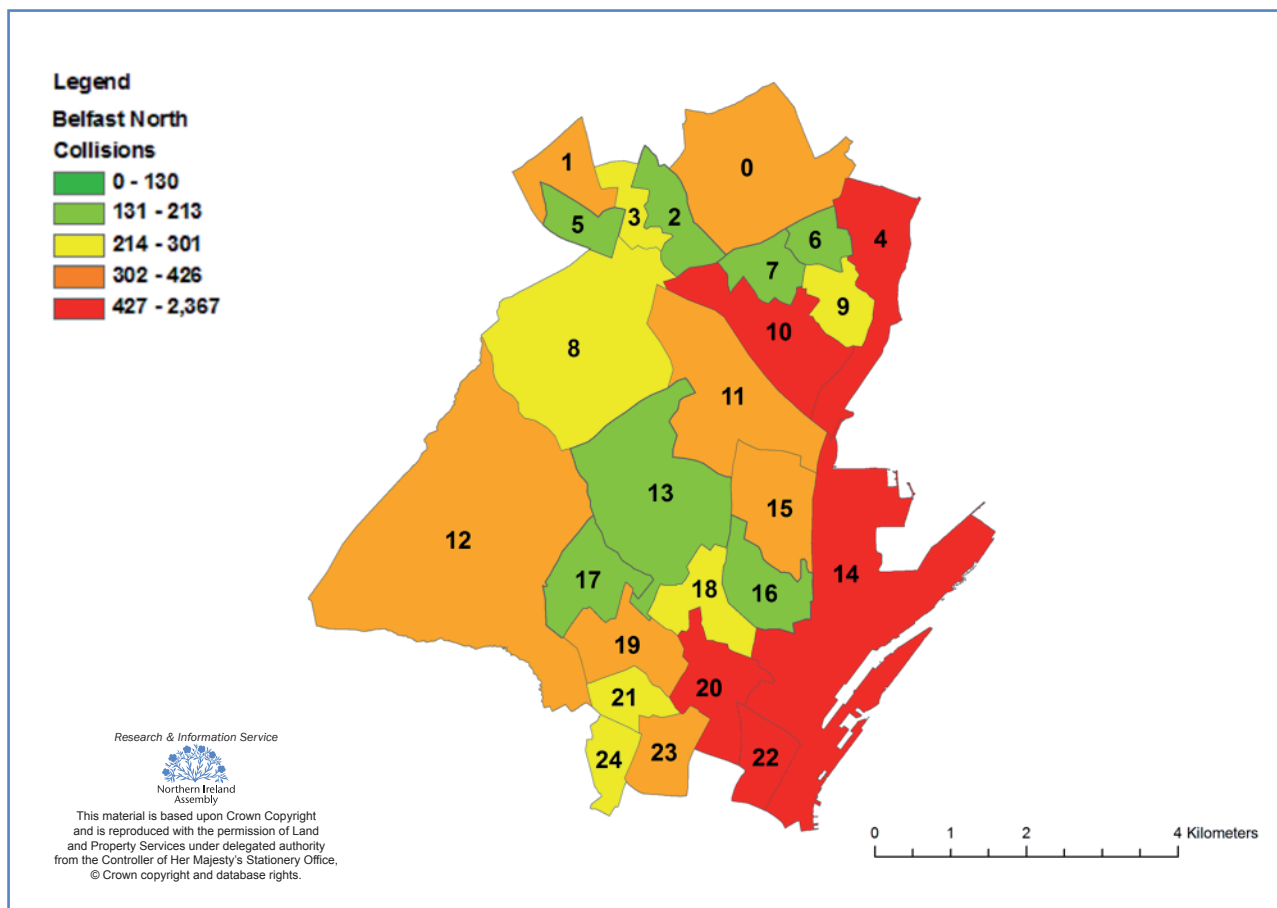 Legend
Belfast North
Collisions
0 - 130
131 - 213
214 - 301
302 - 426
427 - 2,367
1
0
5
3
2
6
4
7
9
10
8
11
13
15
12
14
17
18
16
19
20
21
22
23
24
Research & Information Service
Northern Ireland
Assembly
This material is based upon Crown Copyright
and is reproduced with the permission of Land
and Property Services under delegated authority
from the Controller of Her Majesty's Stationery Office,
© Crown copyright and database rights.
0 1 2 4 Kilometers